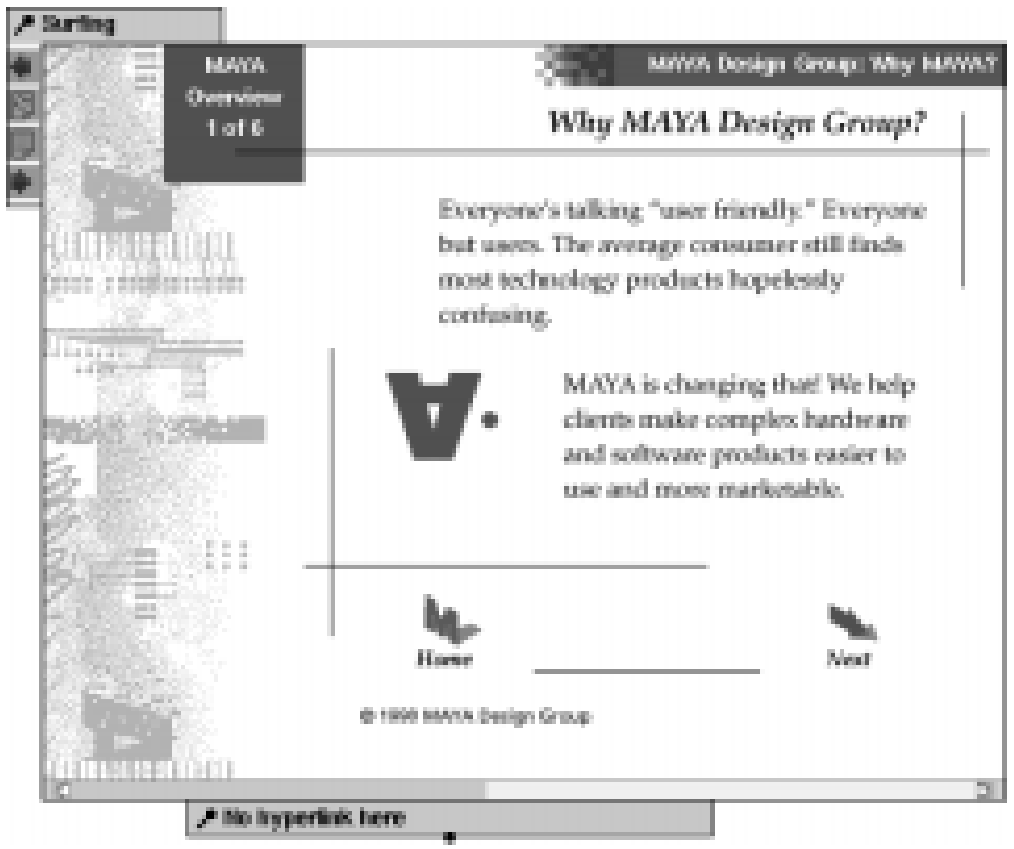 Surfing
MAYA
Overview
1 of 6
MAYA Design Group: Why MAYA?
Why MAYA Design Group?
Everyone's talking "user friendly." Everyone
but users. The average consumer still finds
most technology products hopelessly
confusing.
MAYA is changing that! We help
clients make complex hardware
and software products easier to
use and more marketable.
Home
Next
© MAYA Design Group
No hyperlink here